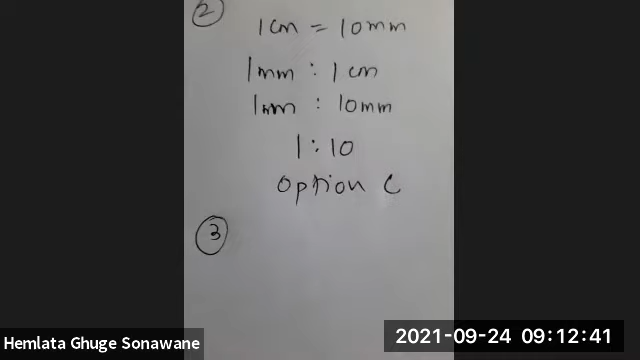 2
1cm = 10mm
1mm : 1cm
1mm : 10mm
1:10
option C
3
Hemlata Ghuge Sonawane
2021-09-24 09:12:41